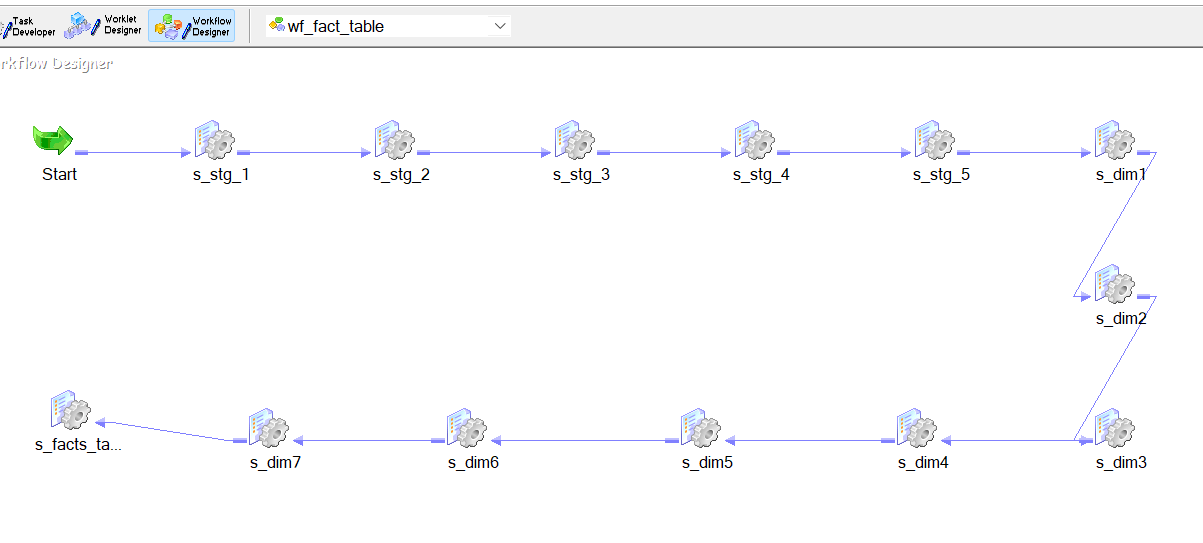 Task
Developer
Worklet
Designer
Workflow
Designer
wf_fact_table
rkflow Designer
Start
s_stg_1
s_stg_2
s_stg_3
s_stg_4
s_stg_5
s_dim1
s_dim2
s_facts_ta...
s_dim7
s_dim6
s_dim5
s_dim4
s_dim3